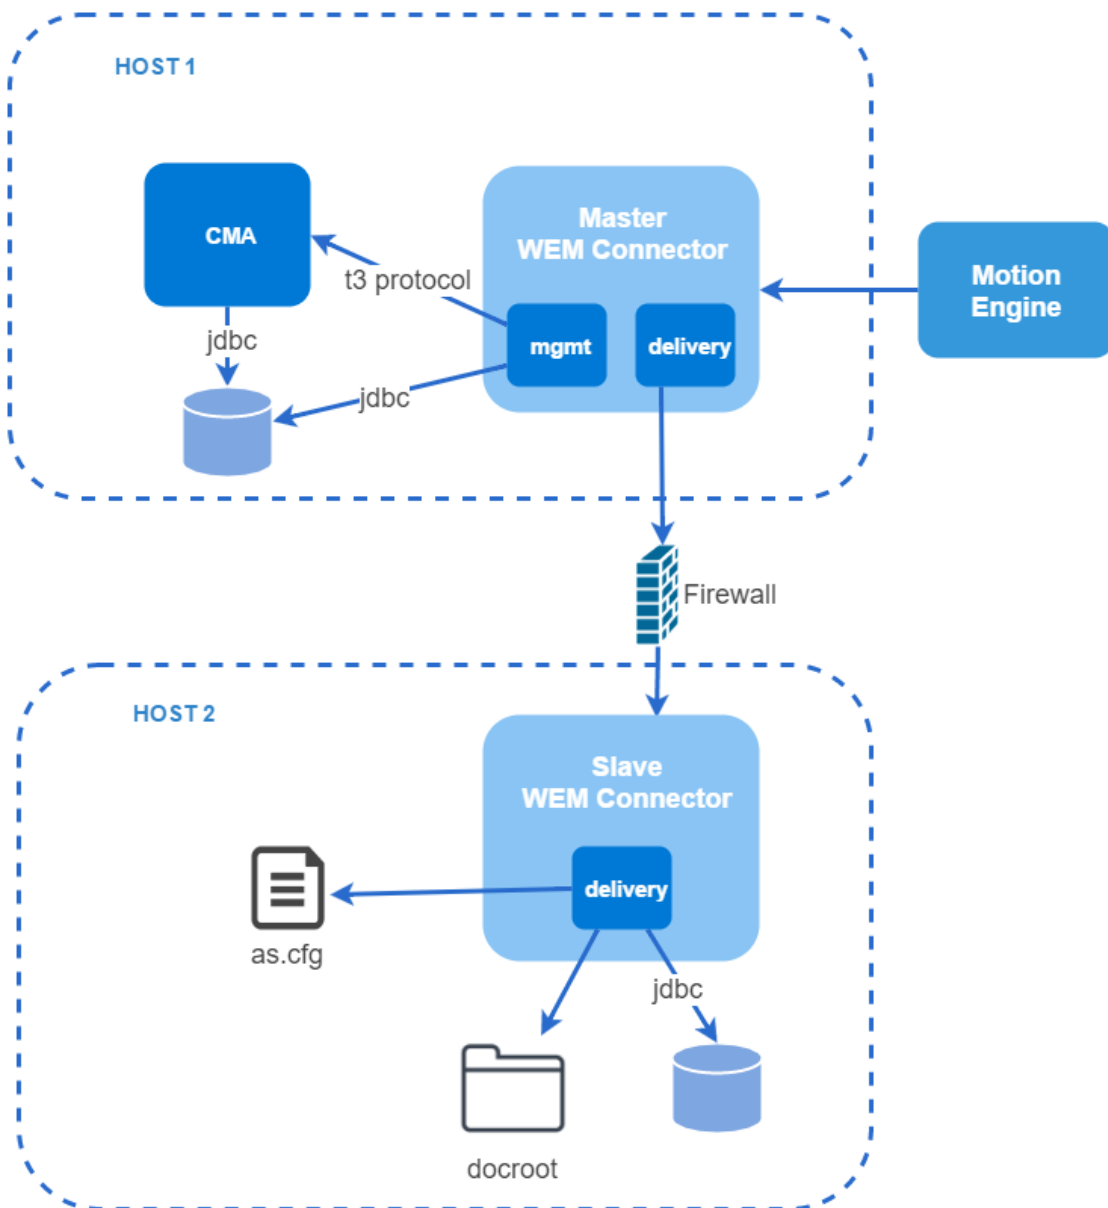 HOST 1
CMA
Master
WEM Connector
t3 protocol
Motion
Engine
jdbc
mgmt
delivery
jdbc
Firewall
HOST 2
Slave
WEM Connector
delivery
as.cfg
jdbc
docroot